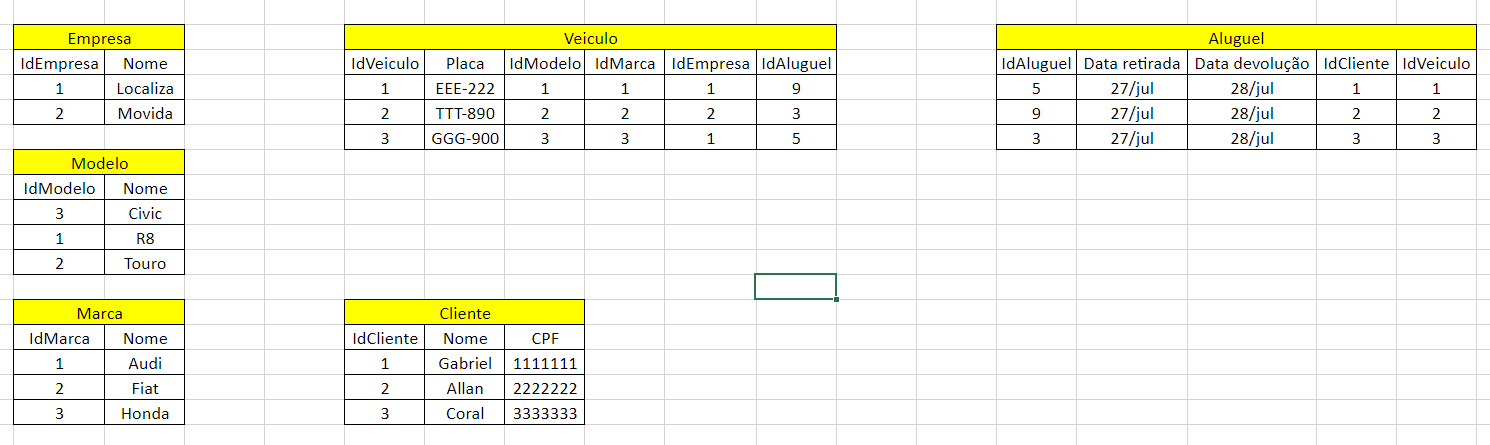 Empresa
IdEmpresa Nome
1 Localiza
2 Movida
Modelo
IdModelo Nome
3 Civic
1 R8
2 Touro
Marca
IdMarca Nome
1 Audi
2 Fiat
3 Honda
Veiculo
IdVeiculo Placa IdModelo IdMarca IdEmpresa IdAluguel
1 EEE-222 1 1 1 9
2 TTT-890 2 2 2 3
3 GGG-900 3 3 1 5
Cliente
IdCliente Nome CPF
1 Gabriel 1111111
2 Allan 2222222
3 Coral 3333333
Aluguel
IdAluguel Data retirada Data devolução IdCliente IdVeiculo
5 27/jul 28/jul 1 1
9 27/jul 28/jul 2 2
3 27/jul 28/jul 3 3